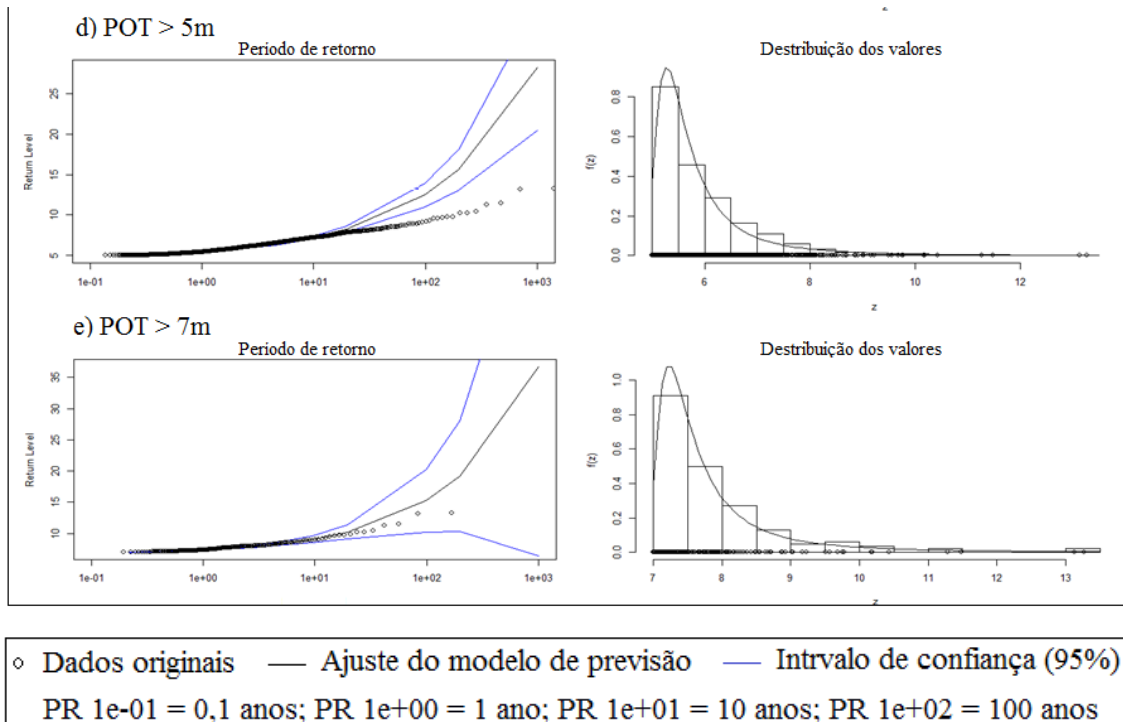 d) POT > 5m
Periodo de retorno
Destribuição dos valores
Return Level
25
20
15
10
5
1e-01 1e+00 1e+01 1e+02 1e+03
f(z)
0.8
0.6
0.4
0.2
0.0
6 8 10 12
z
e) POT > 7m
Periodo de retorno
Destribuição dos valores
Return Level
35
30
25
20
15
10
1e-01 1e+00 1e+01 1e+02 1e+03
f(z)
1.0
0.8
0.6
0.4
0.2
0.0
7 8 9 10 11 12 13
z
Dados originais — Ajuste do modelo de previsão — Intrvalo de confiança (95%)
PR 1e-01 = 0,1 anos; PR 1e+00 = 1 ano; PR 1e+01 = 10 anos; PR 1e+02 = 100 anos